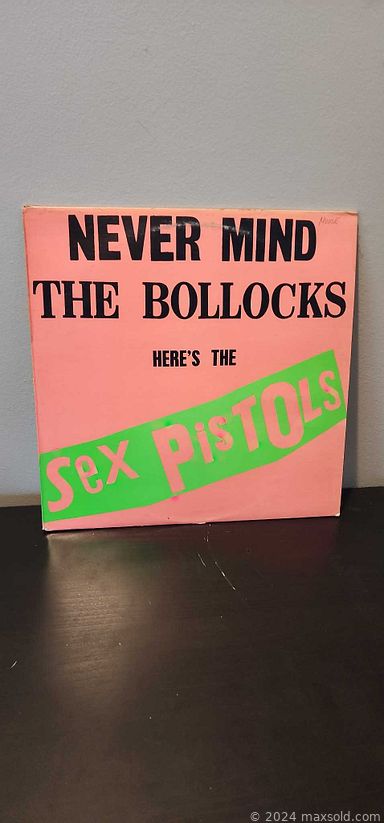 NEVER MIND
THE BOLLOCKS
HERE'S THE
Sex PisTOLS
© 2024 maxsold.com